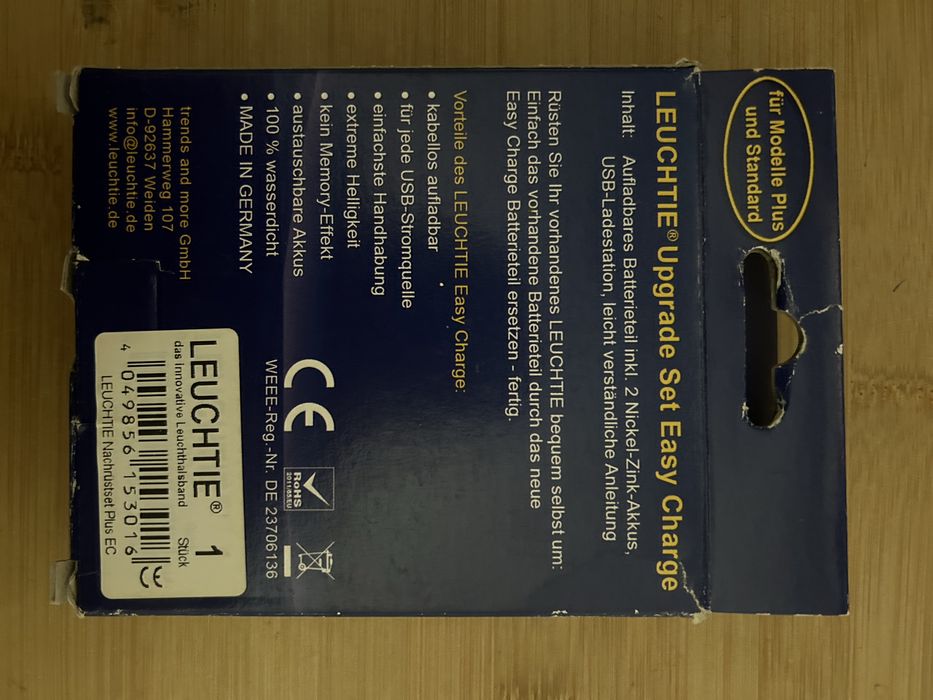 für Modelle Plus
und Standard
LEUCHTIE® Upgrade Set Easy Charge
Inhalt: Aufladbares Batterieteil inkl. 2 Nickel-Zink-Akkus,
USB-Ladestation, leicht verständliche Anleitung
Rüsten Sie Ihr vorhandenes LEUCHTIE bequem selbst um:
Einfach das vorhandene Batterieteil durch das neue
Easy Charge Batterieteil ersetzen - fertig.
Vorteile des LEUCHTIE Easy Charge:
• kabellos aufladbar
• für jede USB-Stromquelle
• einfachste Handhabung
• extreme Helligkeit
• kein Memory-Effekt
• austauschbare Akkus
• 100 % wasserdicht
• MADE IN GERMANY
CE
RoHS
2011/65/EU
WEEE-Reg.-Nr. DE 23706136
trends and more GmbH
Hammerweg 107
D-92637 Weiden
info@leuchtie.de
www.leuchtie.de
LEUCHTIE® 1
das innovative Leuchthalsband Stück
4 049856 153016
CE
LEUCHTIE Nachrüstset Plus EC